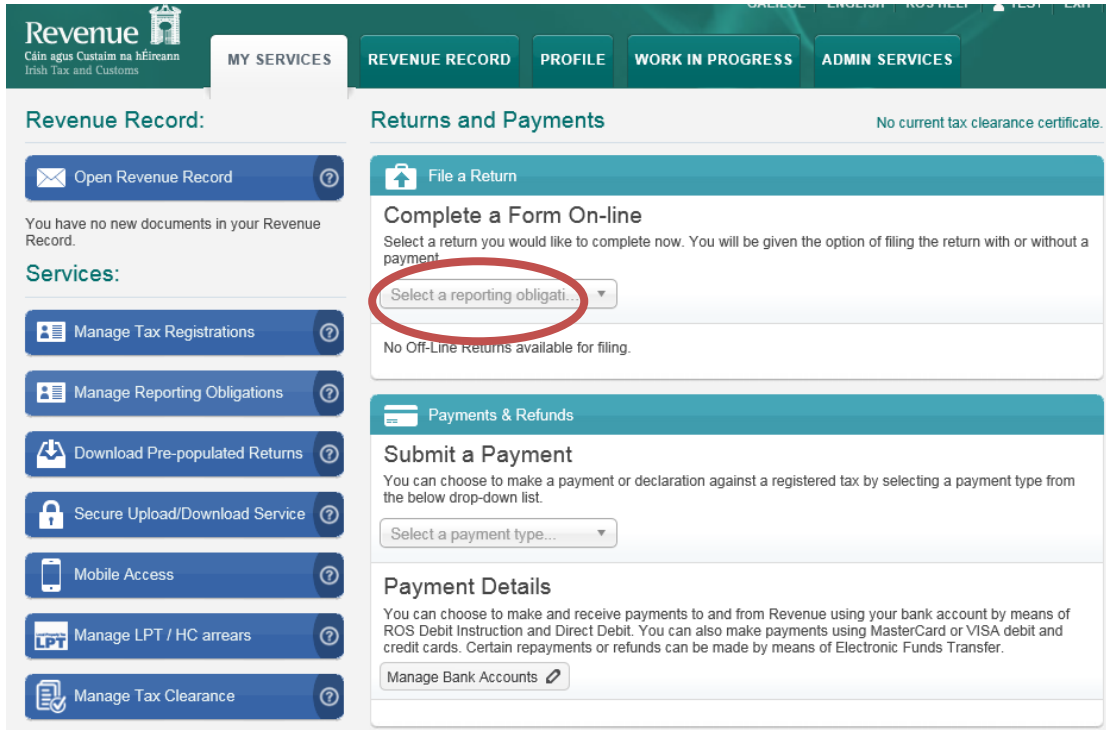 GAEILGE ENGLISH ROS HELP TEST EXIT
Revenue
Cáin agus Custaim na hÉireann
Irish Tax and Customs
MY SERVICES
REVENUE RECORD
PROFILE
WORK IN PROGRESS
ADMIN SERVICES
Revenue Record:
Open Revenue Record
You have no new documents in your Revenue
Record.
Services:
Manage Tax Registrations
Manage Reporting Obligations
Download Pre-populated Returns
Secure Upload/Download Service
Mobile Access
LPT
Manage LPT / HC arrears
Manage Tax Clearance
Returns and Payments
No current tax clearance certificate.
File a Return
Complete a Form On-line
Select a return you would like to complete now. You will be given the option of filing the return with or without a
payment
Select a reporting obligati...
No Off-Line Returns available for filing.
Payments & Refunds
Submit a Payment
You can choose to make a payment or declaration against a registered tax by selecting a payment type from
the below drop-down list.
Select a payment type...
Payment Details
You can choose to make and receive payments to and from Revenue using your bank account by means of
ROS Debit Instruction and Direct Debit. You can also make payments using MasterCard or VISA debit and
credit cards. Certain repayments or refunds can be made by means of Electronic Funds Transfer.
Manage Bank Accounts